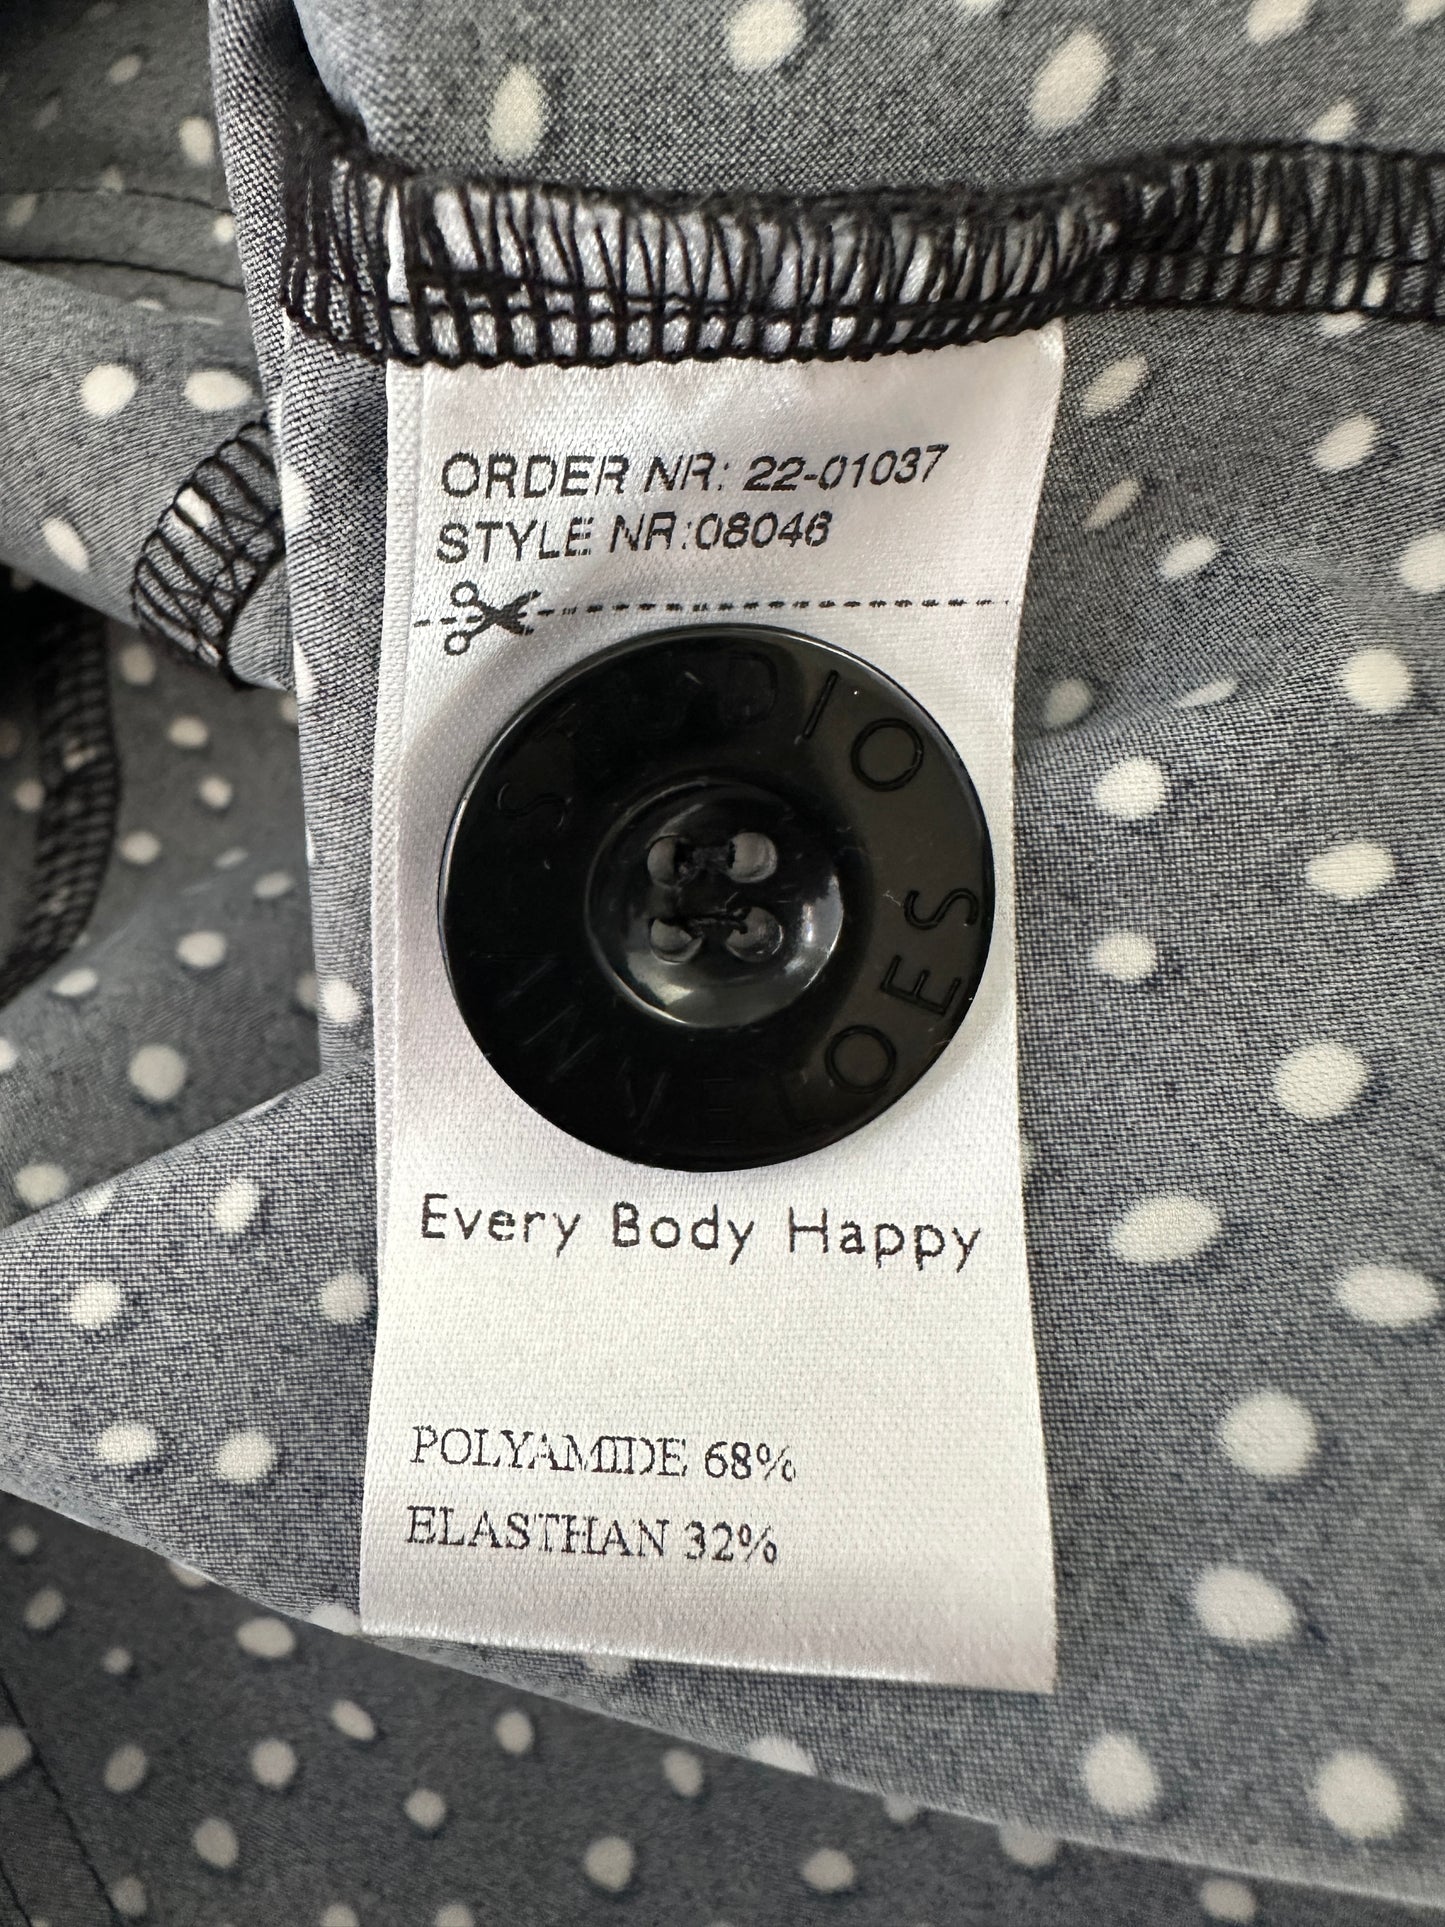 ORDER NR: 22-01037
STYLE NR:08046
STUDIO
ANNELOES
Every Body Happy
POLYAMIDE 68%
ELASTHAN 32%